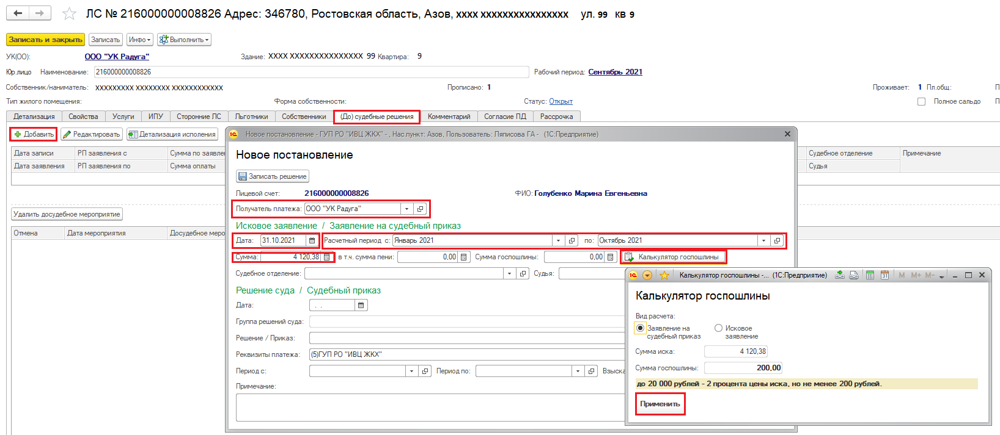 ЛС № 216000000008826 Адрес: 346780, Ростовская область, Азов, хххх хххххххххххххххх ул. 99 кв 9
Записать и закрыть Записать Инфо Выполнить
УК(ОО): ООО "УК Радуга" Здание: ХХХХ ХХХХХХХХХХХХХХХ 99 Квартира: 9
Юр.лицо Наименование: 216000000008826 Рабочий период: Сентябрь 2021
Собственник/наниматель: ХХХХХХХХХ ХХХХХХХХ ХХХХХХХХХХХХ Прописано: 1 Проживает: 1 Пл.общ: П
Тип жилого помещения: Форма собственности: Статус: Открыт Полное сальдо П
Детализация Свойства Услуги ИПУ Сторонние ЛС Льготники Собственники (До) судебные решения Комментарий Согласие ПД Рассрочка
Добавить Редактировать Детализация исполения
Дата записи РП заявления с Сумма по заявле Судебное отделение Примечание
Дата заявления РП заявления по Сумма оплаты Судья
Удалить досудебное мероприятие
Отмена Дата мероприятия Досудебное меро
Новое постановление - ГУП РО "ИВЦ ЖКХ" - , Нас.пункт: Азов, Пользователь: Ляписова ГА - (1С:Предприятие)
Новое постановление
Записать решение
Лицевой счет: 216000000008826 ФИО: Голубенко Марина Евгеньевна
Получатель платежа: ООО "УК Радуга"
Исковое заявление / Заявление на судебный приказ
Дата: 31.10.2021 Расчетный период с: Январь 2021 по: Октябрь 2021
Сумма: 4 120,38 в т.ч. сумма пени: 0,00 Сумма госпошлины: 0,00 Калькулятор госпошлины
Судебное отделение: Судья:
Решение суда / Судебный приказ
Дата: . .
Группа решений суда:
Решение / Приказ:
Реквизиты платежа: (5)ГУП РО "ИВЦ ЖКХ"
Период с: Период по: Взыска
Примечание:
Калькулятор госпошлины -... (1С:Предприятие) 31 M M+ M-
Калькулятор госпошлины
Вид расчета:
Заявление на Исковое
судебный приказ заявление
Сумма иска: 4 120,38
Сумма госпошлины: 200,00
до 20 000 рублей - 2 процента цены иска, но не менее 200 рублей.
Применить